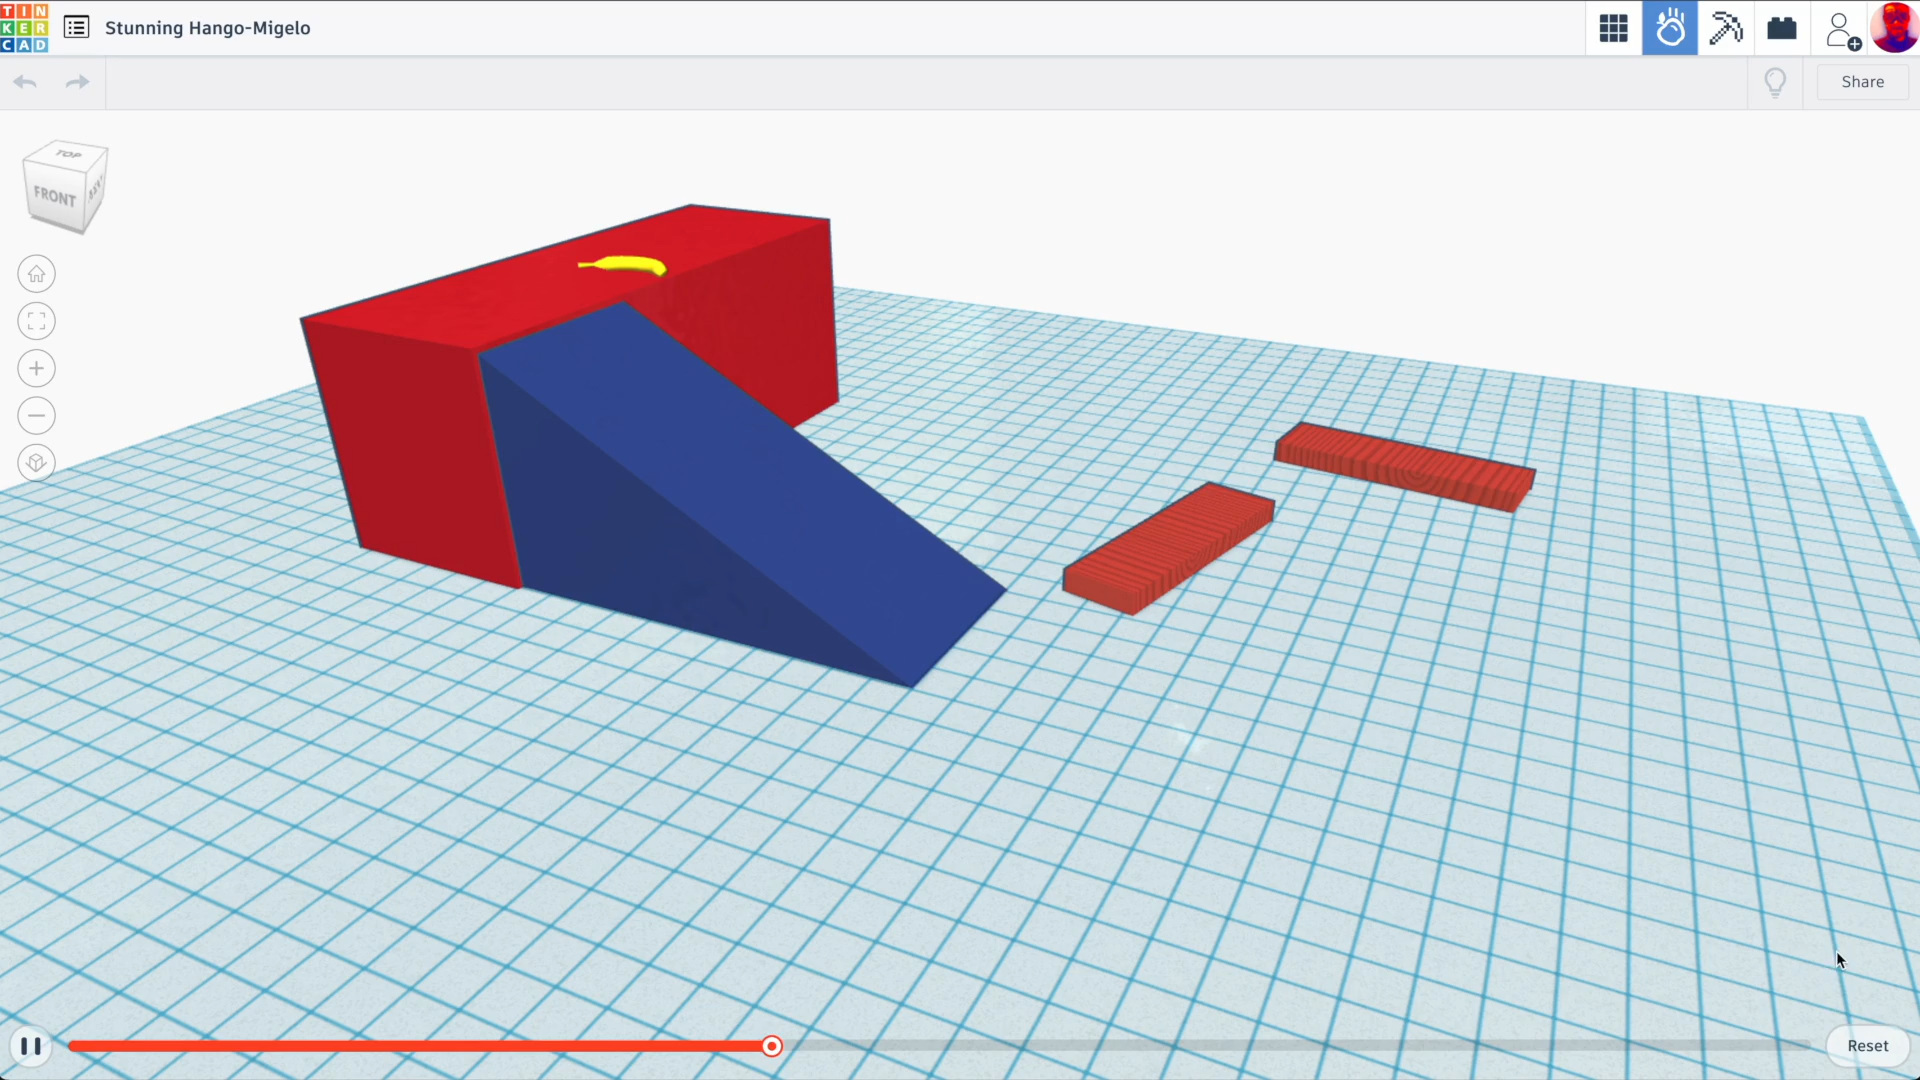 TIN
KER
CAD
Stunning Hango-Migelo
Share
TOP
FRONT
Reset